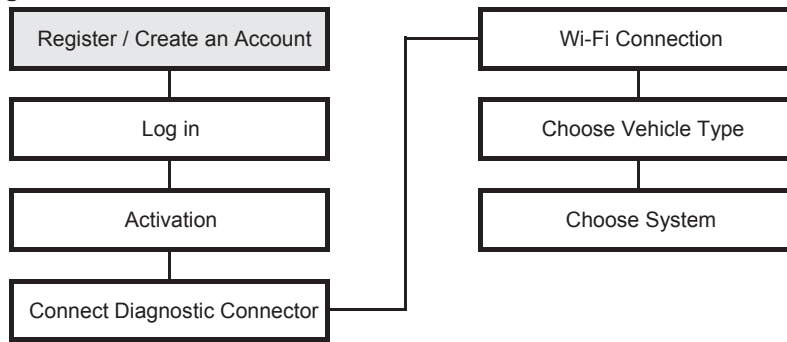 Register / Create an Account
Log in
Activation
Connect Diagnostic Connector
Wi-Fi Connection
Choose Vehicle Type
Choose System